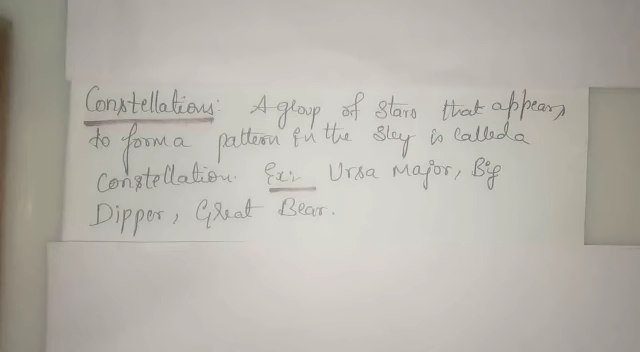 Constellations: A group of stars that appears
to form a pattern in the sky is called a
constellation. Ex:- Ursa Major, Big
Dipper, Great Bear.